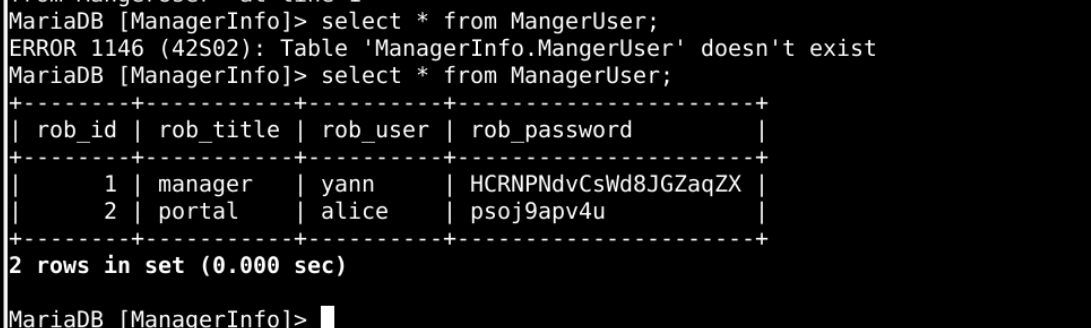 MariaDB [ManagerInfo]> select * from MangerUser;
ERROR 1146 (42S02): Table 'ManagerInfo.MangerUser' doesn't exist
MariaDB [ManagerInfo]> select * from ManagerUser;
+--------+-----------+----------+----------------------+
| rob_id | rob_title | rob_user | rob_password         |
+--------+-----------+----------+----------------------+
|      1 | manager   | yann     | HCRNPNdvCsWd8JGZaqZX |
|      2 | portal    | alice    | psoj9apv4u           |
+--------+-----------+----------+----------------------+
2 rows in set (0.000 sec)
MariaDB [ManagerInfo]>